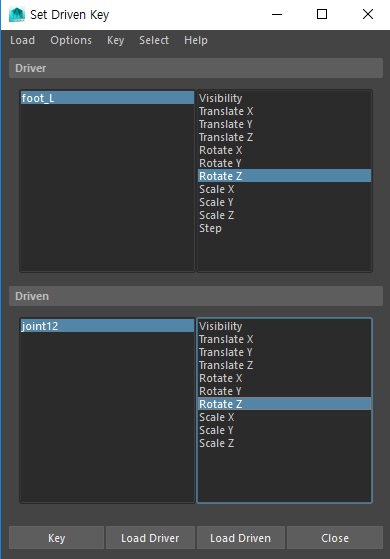 Set Driven Key
Load Options Key Select Help
Driver
foot_L
Visibility
Translate X
Translate Y
Translate Z
Rotate X
Rotate Y
Rotate Z
Scale X
Scale Y
Scale Z
Step
Driven
joint12
Visibility
Translate X
Translate Y
Translate Z
Rotate X
Rotate Y
Rotate Z
Scale X
Scale Y
Scale Z
Key Load Driver Load Driven Close